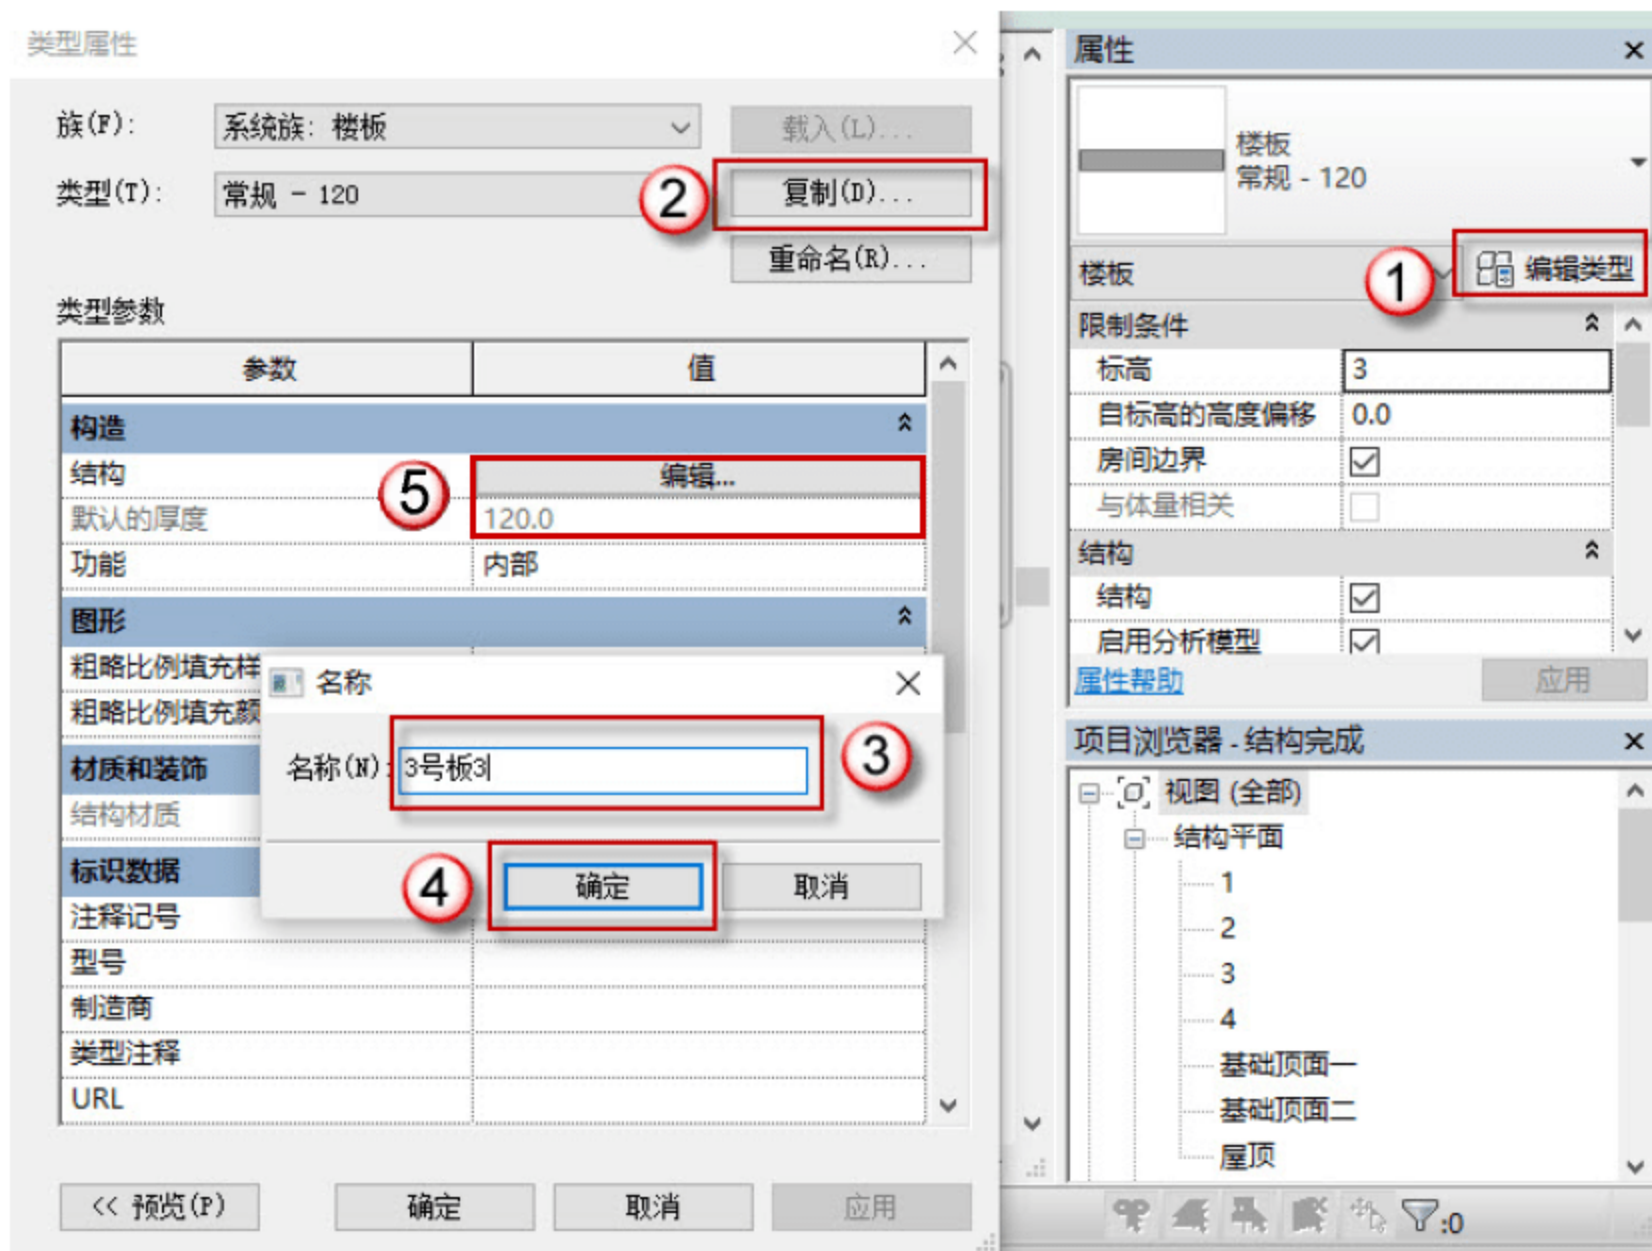 类型属性
族(F):
系统族: 楼板
载入(L)...
类型(T):
常规 - 120
2
复制(D)...
重命名(R)...
类型参数
参数
值
构造
结构
5
编辑...
默认的厚度
120.0
功能
内部
图形
粗略比例填充样
粗略比例填充颜
材质和装饰
结构材质
标识数据
注释记号
型号
制造商
类型注释
URL
名称
名称(N):
3号板3
3
4
确定
取消
<< 预览(P)
确定
取消
应用
属性
楼板
常规 - 120
楼板
1
编辑类型
限制条件
标高
3
自标高的高度偏移
0.0
房间边界
与体量相关
结构
结构
启用分析模型
属性帮助
应用
项目浏览器 - 结构完成
视图 (全部)
结构平面
1
2
3
4
基础顶面一
基础顶面二
屋顶
:0